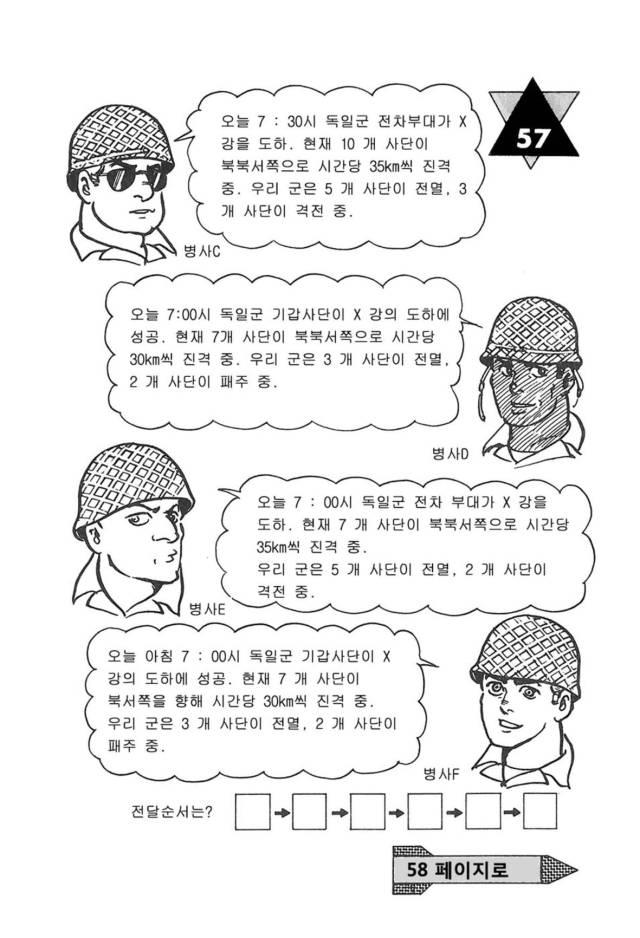 57
오늘 7 : 30시 독일군 전차부대가 X
강을 도하. 현재 10 개 사단이
북북서쪽으로 시간당 35km씩 진격
중. 우리 군은 5 개 사단이 전멸, 3
개 사단이 격전 중.
병사C
오늘 7:00시 독일군 기갑사단이 X 강의 도하에
성공. 현재 7개 사단이 북북서쪽으로 시간당
30km씩 진격 중. 우리 군은 3 개 사단이 전멸,
2 개 사단이 패주 중.
병사D
오늘 7 : 00시 독일군 전차 부대가 X 강을
도하. 현재 7 개 사단이 북북서쪽으로 시간당
35km씩 진격 중.
우리 군은 5 개 사단이 전멸, 2 개 사단이
격전 중.
병사E
오늘 아침 7 : 00시 독일군 기갑사단이 X
강의 도하에 성공. 현재 7 개 사단이
북서쪽을 향해 시간당 30km씩 진격 중.
우리 군은 3 개 사단이 전멸, 2 개 사단이
패주 중.
병사F
전달순서는?
58 페이지로